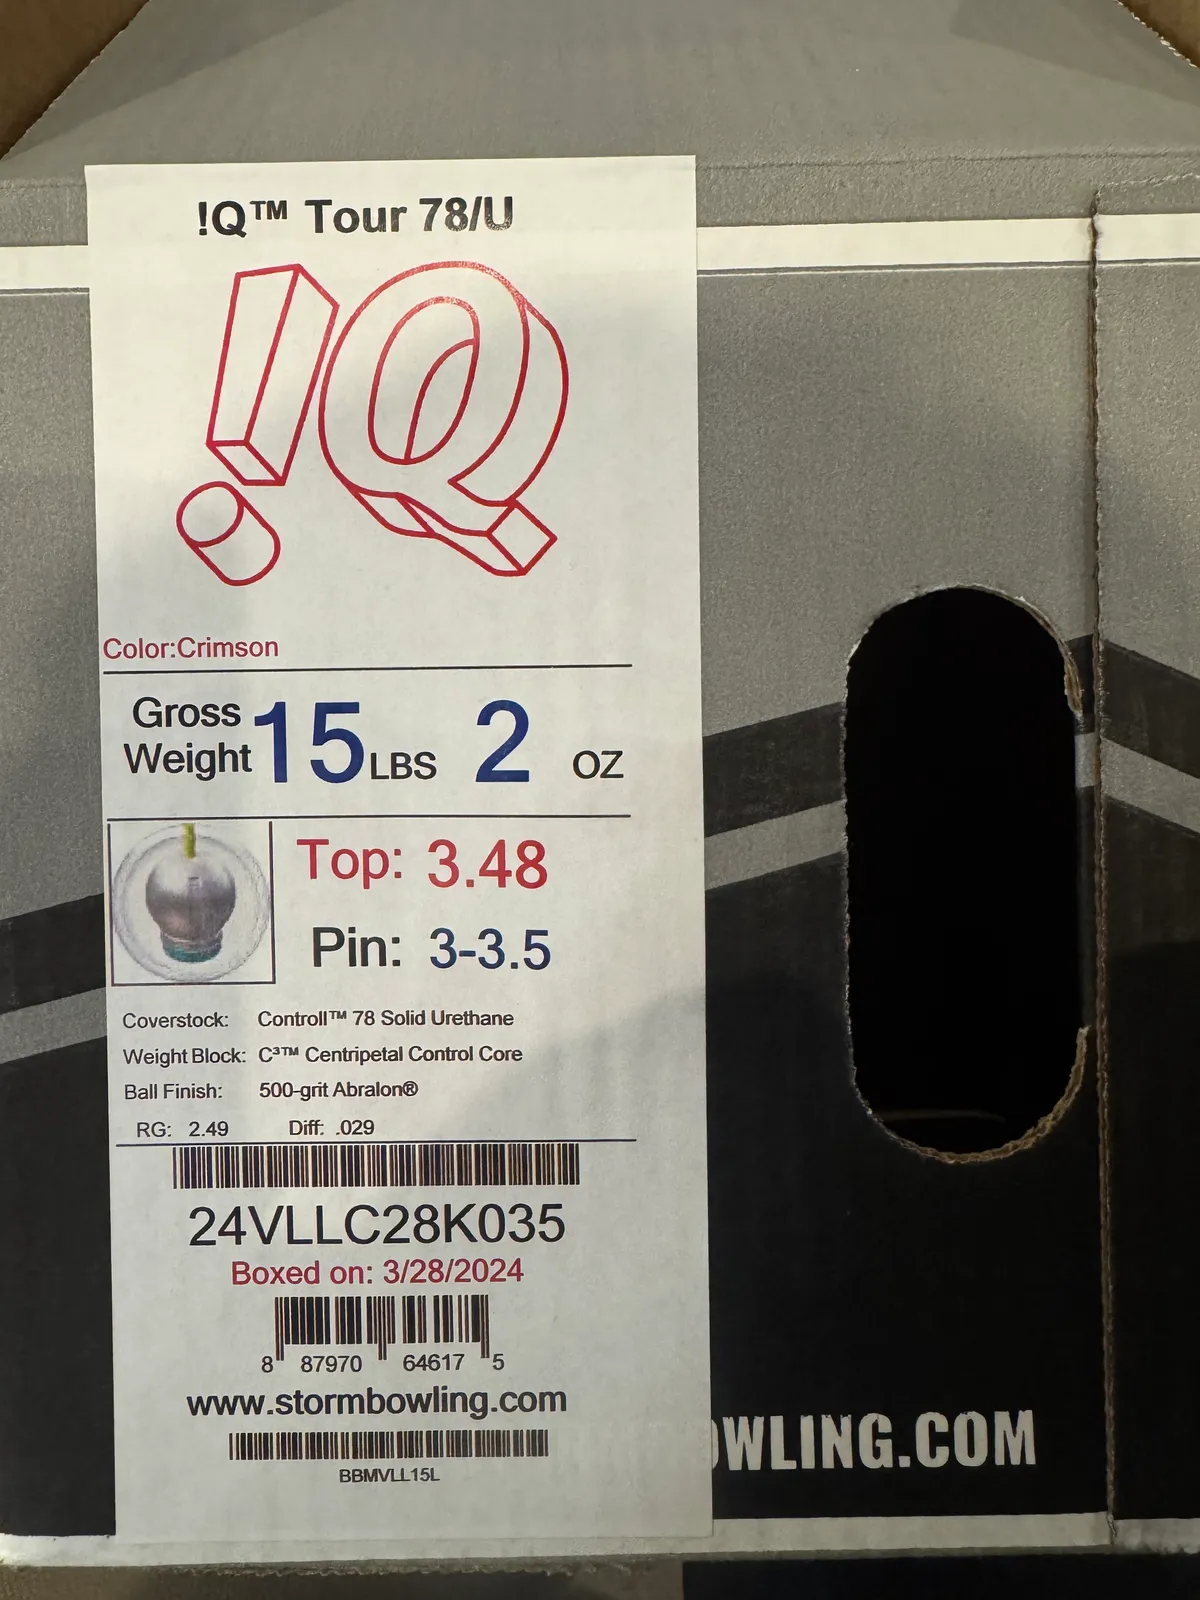 !Q™ Tour 78/U
!Q
Color:Crimson
Gross
Weight 15 LBS 2 OZ
Top: 3.48
Pin: 3-3.5
Coverstock: Controll™ 78 Solid Urethane
Weight Block: C³™ Centripetal Control Core
Ball Finish: 500-grit Abralon®
RG: 2.49 Diff: .029
24VLLC28K035
Boxed on: 3/28/2024
8 87970 64617 5
www.stormbowling.com
BBMVLL15L
OWLING.COM